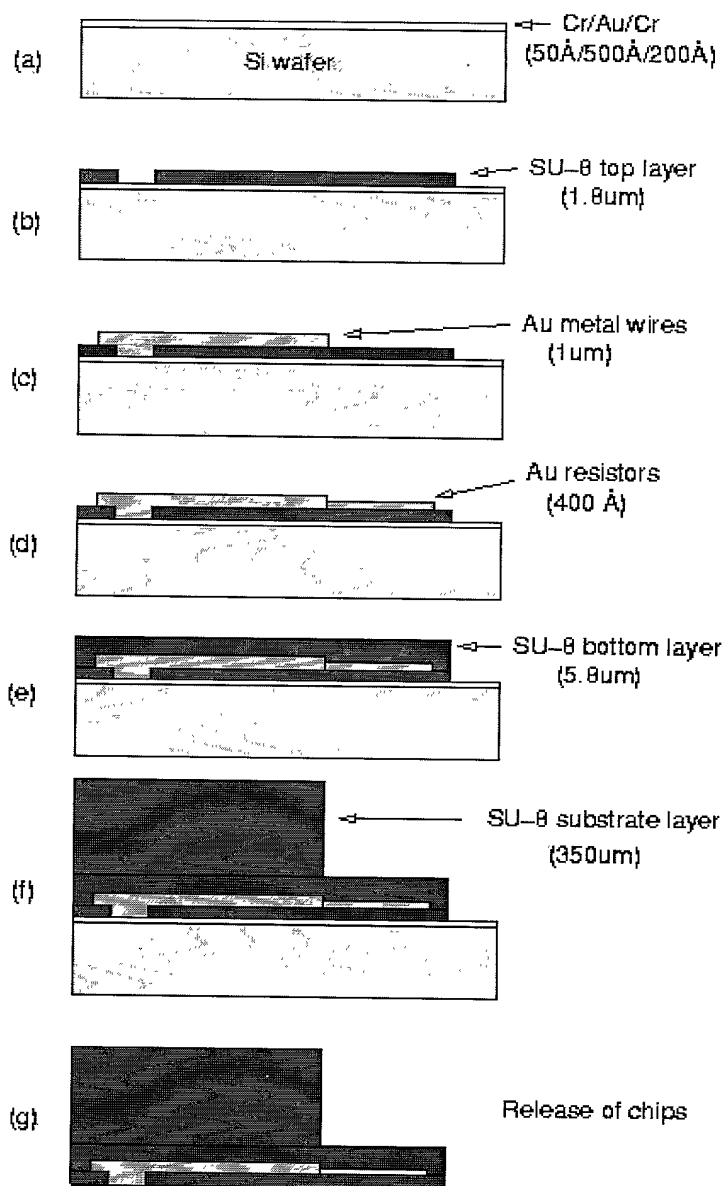 (a)
Si wafer
Cr/Au/Cr
(50Å/500Å/200Å)
(b)
SU-8 top layer
(1.8um)
(c)
Au metal wires
(1um)
(d)
Au resistors
(400 Å)
(e)
SU-8 bottom layer
(5.8um)
(f)
SU-8 substrate layer
(350um)
(g)
Release of chips